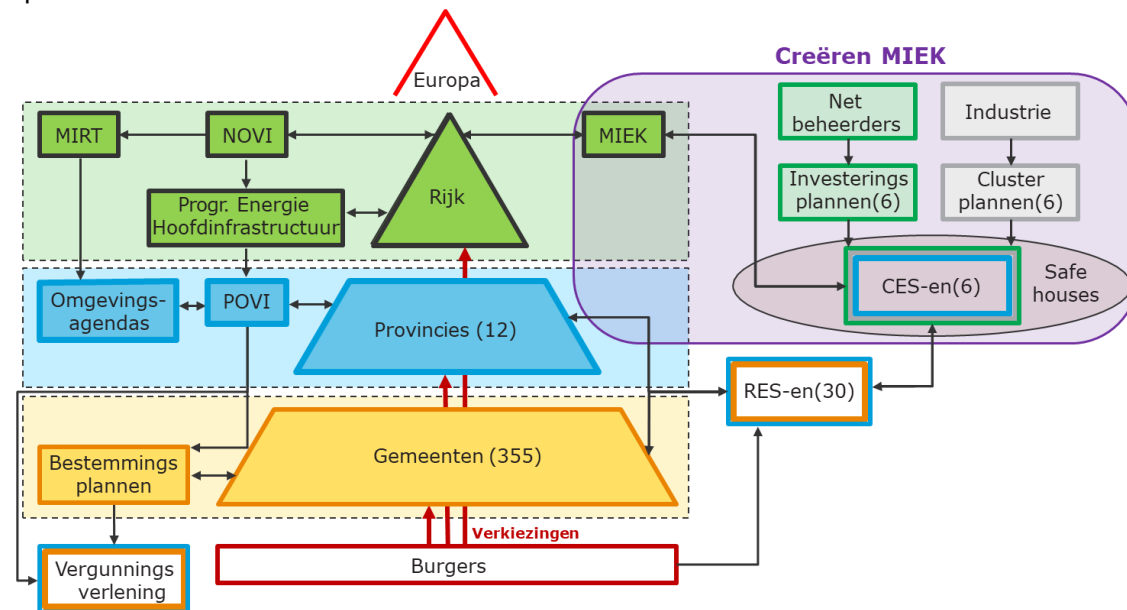 Creëren MIEK
Europa
Net
beheerders
Industrie
MIRT
NOVI
MIEK
Rijk
Progr. Energie
Hoofdinfrastructuur
Investerings
plannen(6)
Cluster
plannen(6)
CES-en(6)
Safe
houses
Omgevings-
agendas
POVI
Provincies (12)
RES-en(30)
Gemeenten (355)
Bestemmings
plannen
Verkiezingen
Burgers
Vergunnings
verlening